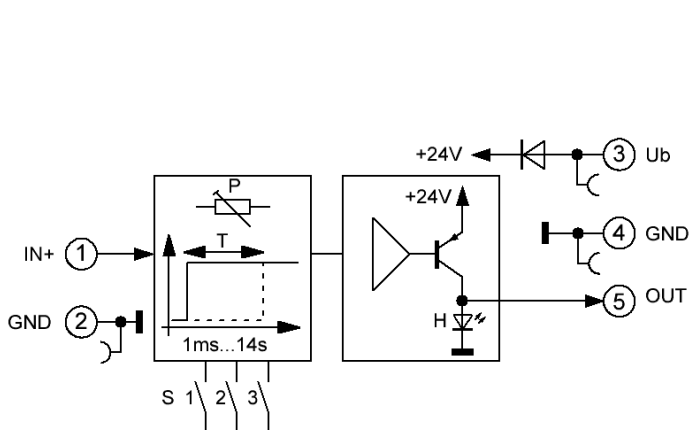 +24V
3
Ub
P
+24V
T
IN+
1
4
GND
GND
2
5
OUT
H
1ms...14s
S 1 2 3